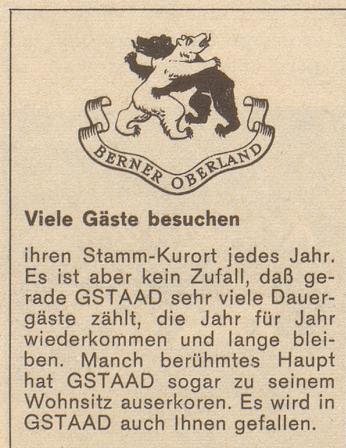 BERNER OBERLAND
Viele Gäste besuchen
ihren Stamm-Kurort jedes Jahr.
Es ist aber kein Zufall, daß ge-
rade GSTAAD sehr viele Dauer-
gäste zählt, die Jahr für Jahr
wiederkommen und lange blei-
ben. Manch berühmtes Haupt
hat GSTAAD sogar zu seinem
Wohnsitz auserkoren. Es wird in
GSTAAD auch Ihnen gefallen.